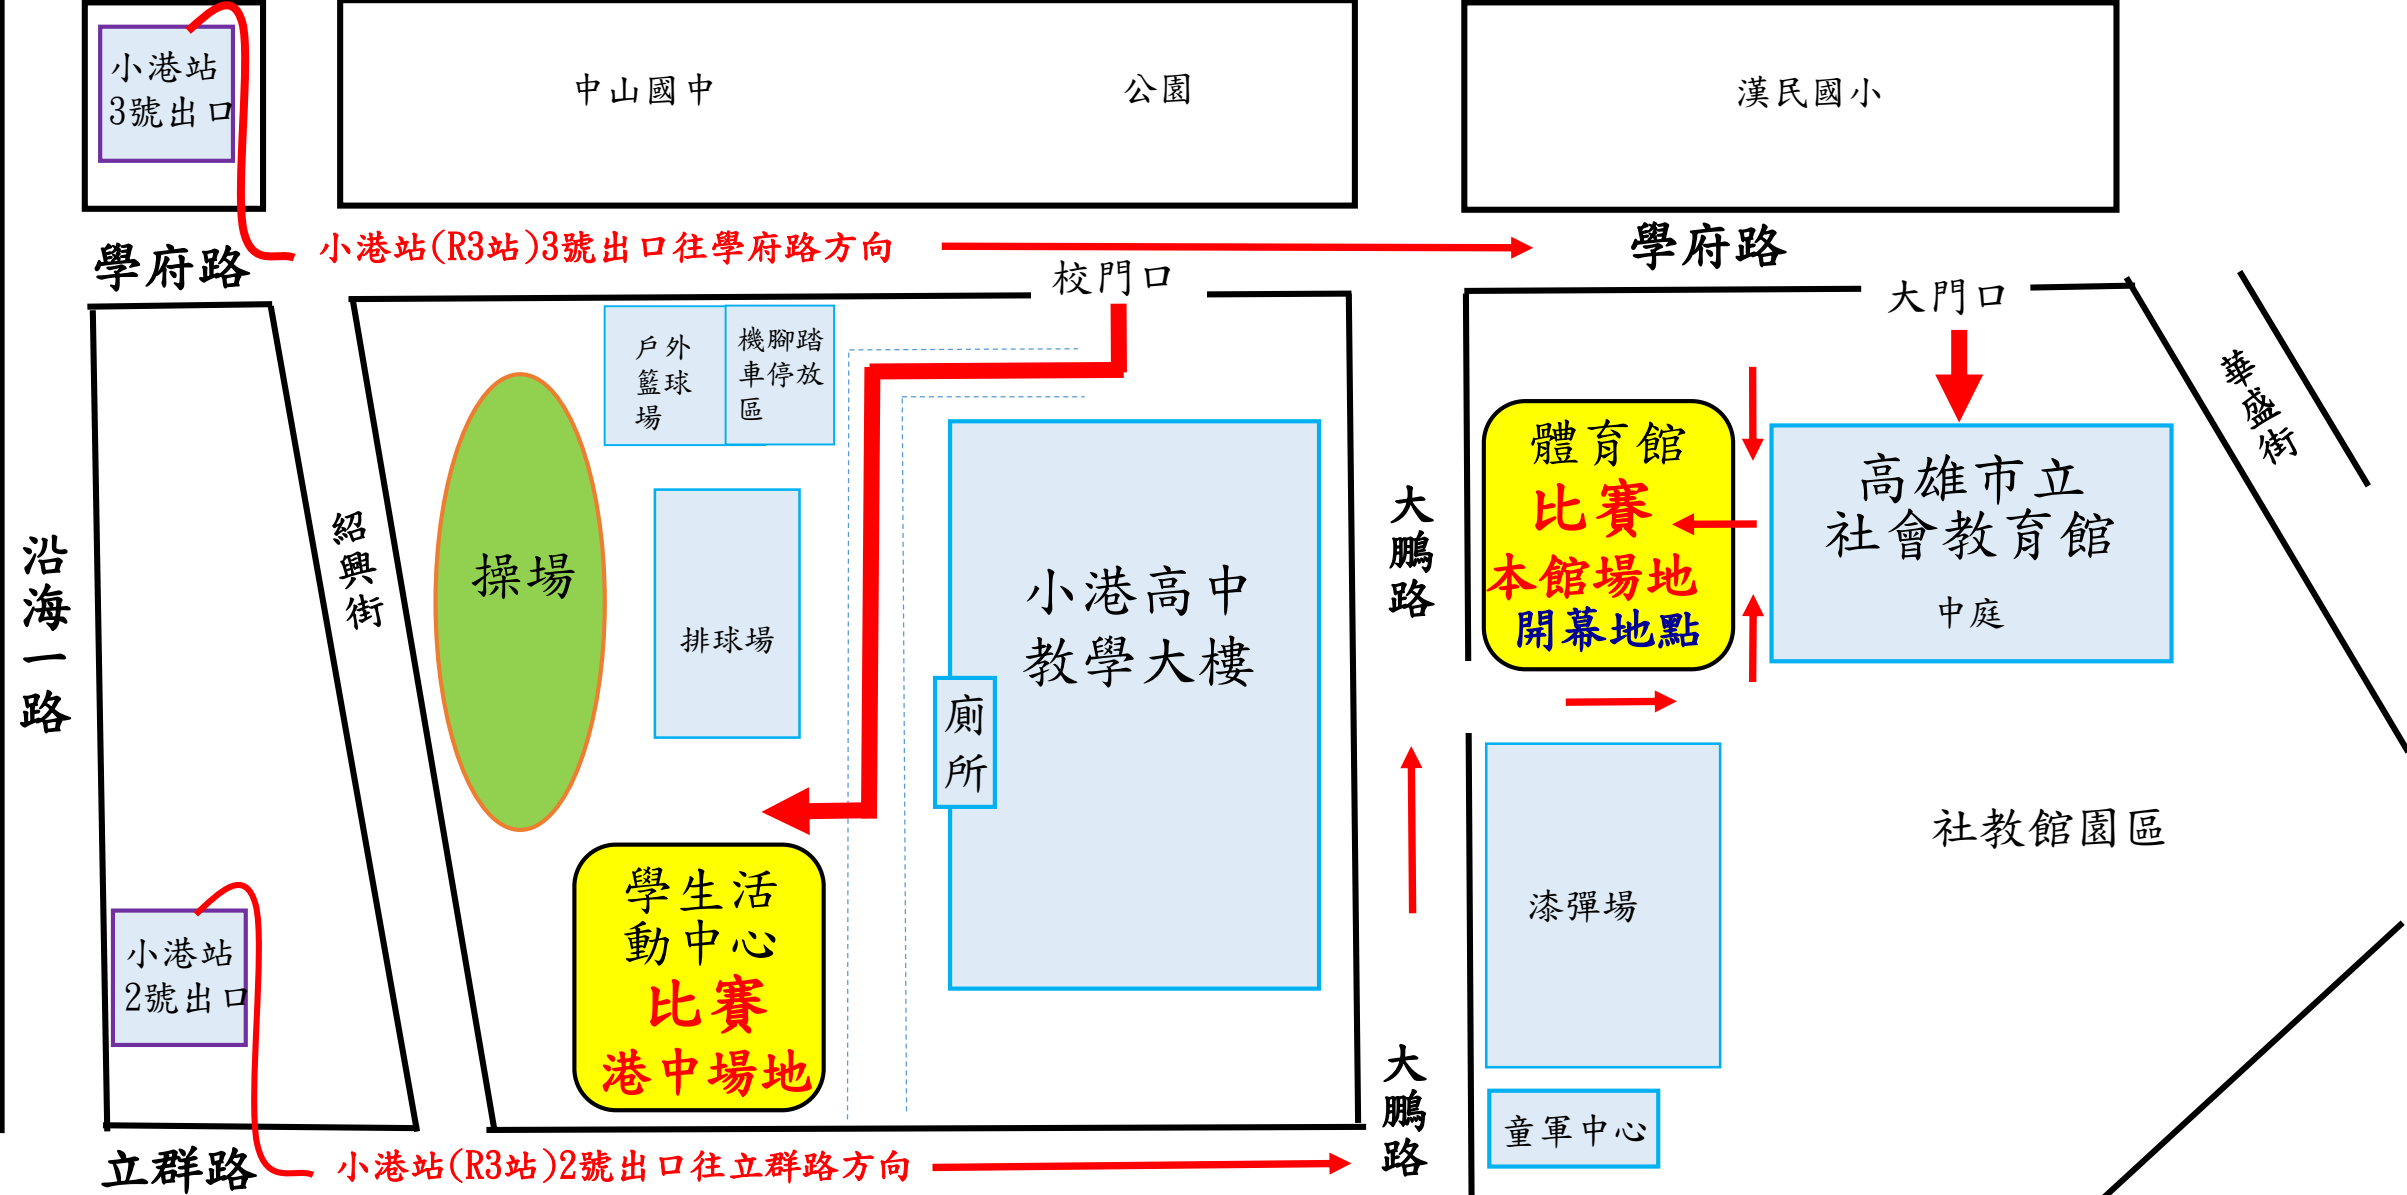 小港站
3號出口
中山國中
公園
漢民國小
學府路
小港站(R3站)3號出口往學府路方向
學府路
校門口
大門口
戶外
籃球
場
機腳踏
車停放
區
華盛街
體育館
比賽
本館場地
開幕地點
高雄市立
社會教育館
中庭
沿海一路
紹興街
操場
排球場
小港高中
教學大樓
廁所
大鵬路
社教館園區
漆彈場
學生活
動中心
比賽
港中場地
小港站
2號出口
大鵬路
童軍中心
立群路
小港站(R3站)2號出口往立群路方向